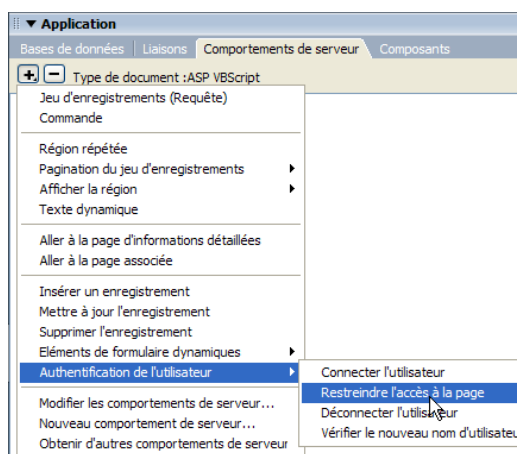 Application
Bases de données Liaisons Comportements de serveur Composants
Type de document :ASP VBScript
Jeu d'enregistrements (Requête)
Commande
Région répétée
Pagination du jeu d'enregistrements
Afficher la région
Texte dynamique
Aller à la page d'informations détaillées
Aller à la page associée
Insérer un enregistrement
Mettre à jour l'enregistrement
Supprimer l'enregistrement
Eléments de formulaire dynamiques
Authentification de l'utilisateur
Modifier les comportements de serveur...
Nouveau comportement de serveur...
Obtenir d'autres comportements de serveur
Connecter l'utilisateur
Restreindre l'accès à la page
Déconnecter l'utilisateur
Vérifier le nouveau nom d'utilisateu